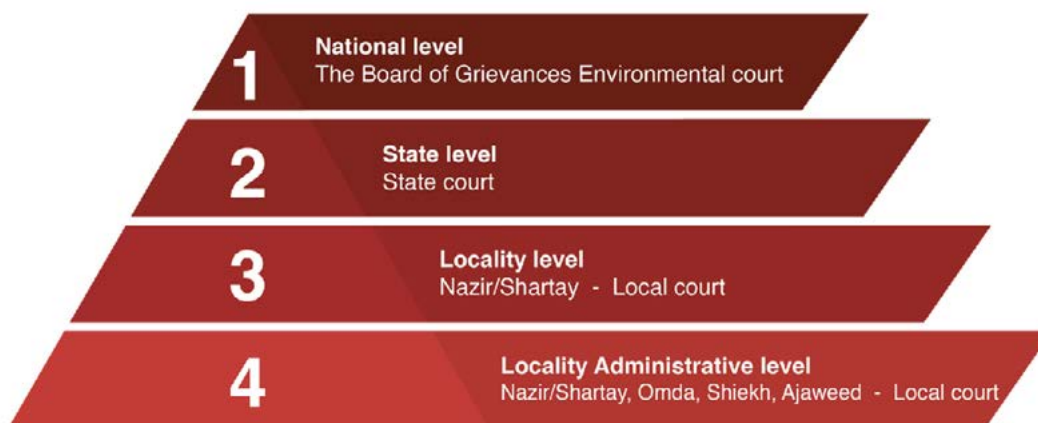 1
National level
The Board of Grievances Environmental court
2
State level
State court
3
Locality level
Nazir/Shartay - Local court
4
Locality Administrative level
Nazir/Shartay, Omda, Shiekh, Ajaweed - Local court